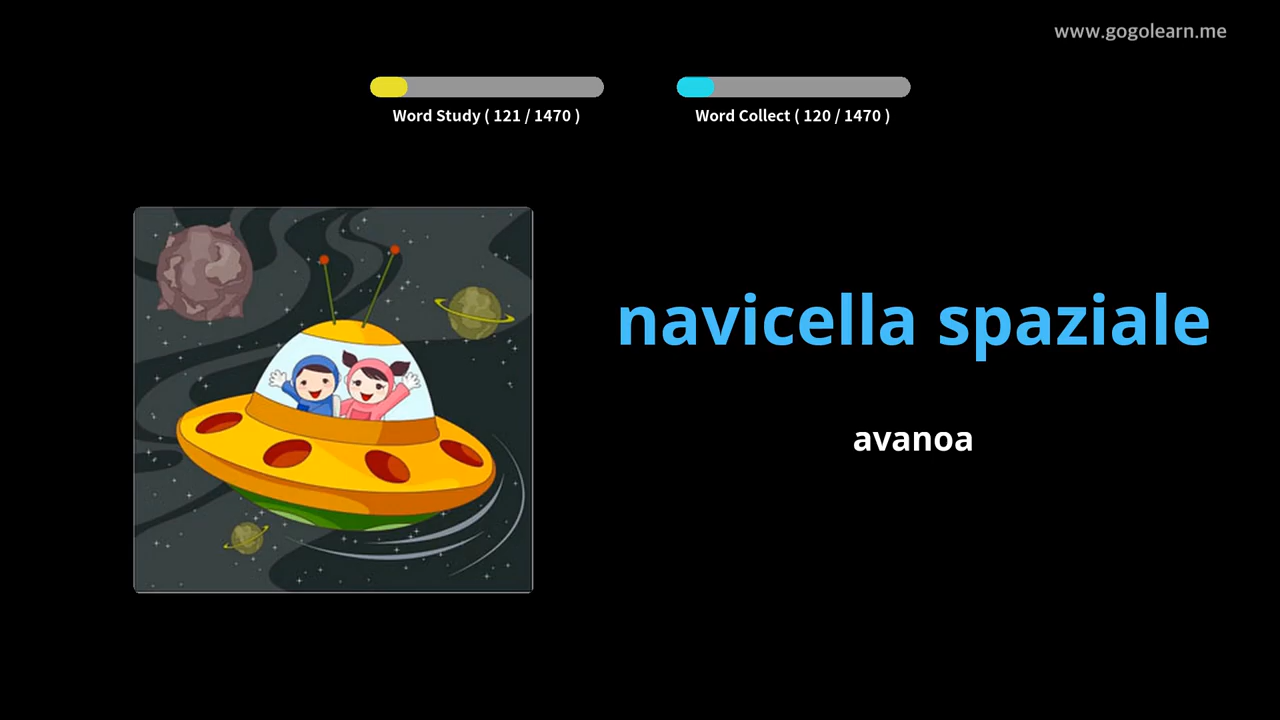 www.gogolearn.me
Word Study ( 121 / 1470 )
Word Collect ( 120 / 1470 )
navicella spaziale
avanoa